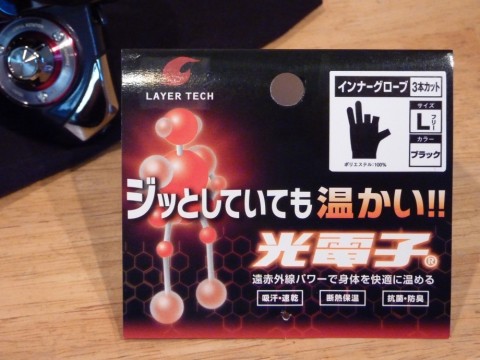 LAYER TECH
インナーグローブ 3本カット
サイズ
L フリー
カラー
ブラック
ポリエステル:100%
ジッとしていても温かい!!
光電子®
遠赤外線パワーで身体を快適に温める
吸汗・速乾 断熱保温 抗菌・防臭